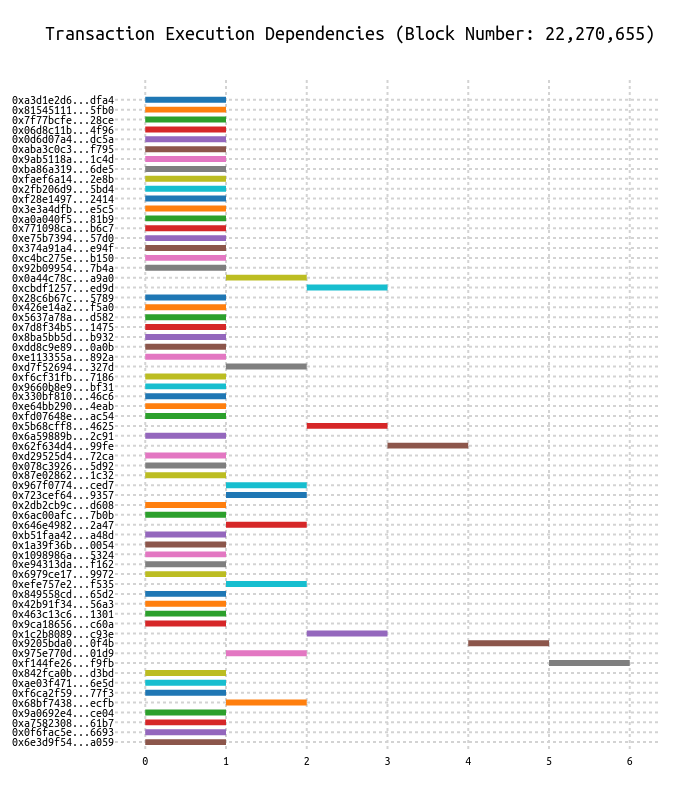 Transaction Execution Dependencies (Block Number: 22,270,655)
0xa3d1e2d6...dfa4
0x81545111...5fb0
0x7f77bcfe...28ce
0x06d8c11b...4f96
0x0d6d07a4...dc5a
0xaba3c0c3...f795
0x9ab5118a...1c4d
0xba86a319...6de5
0xfaef6a14...2e8b
0x2fb206d9...5bd4
0xf28e1497...2414
0x3e3a4dfb...e5c5
0xa0a040f5...81b9
0x771098ca...b6c7
0xe75b7394...57d0
0x374a91a4...e94f
0xc4bc275e...b150
0x92b09954...7b4a
0x0a44c78c...a9a0
0xcbdf1257...ed9d
0x28c6b67c...5789
0x426e14a2...f5a0
0x5637a78a...d582
0x7d8f34b5...1475
0x8ba5bb5d...b932
0xdd8c9e89...0a0b
0xe113355a...892a
0xd7f52694...327d
0xf6cf31fb...7186
0x9660b8e9...bf31
0x330bf810...46c6
0xe64bb290...4eab
0xfd07648e...ac54
0x5b68cff8...4625
0x6a59889b...2c91
0x62f634d4...99fe
0xd29525d4...72ca
0x078c3926...5d92
0x87e02862...1c32
0x967f0774...ced7
0x723cef64...9357
0x2db2cb9c...d608
0x6ac00afc...7b0b
0x646e4982...2a47
0xb51faa42...a48d
0x1a39f36b...0054
0x1098986a...5324
0xe94313da...f162
0x6979ce17...9972
0xefe757e2...f535
0x849558cd...65d2
0x42b91f34...56a3
0x463c13c6...1301
0x9ca18656...c60a
0x1c2b8089...c93e
0x9205bda0...0f4b
0x975e770d...01d9
0xf144fe26...f9fb
0x842fca0b...d3bd
0xae03f471...6e5d
0xf6ca2f59...77f3
0x68bf7438...ecfb
0x9a0692e4...ce04
0xa7582308...61b7
0x0f6fac5e...6693
0x6e3d9f54...a059
0 1 2 3 4 5 6